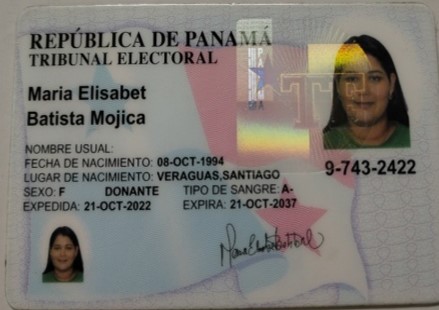 REPÚBLICA DE PANAMÁ
TRIBUNAL ELECTORAL
Maria Elisabet
Batista Mojica
NOMBRE USUAL:
FECHA DE NACIMIENTO: 08-OCT-1994
LUGAR DE NACIMIENTO: VERAGUAS,SANTIAGO
SEXO: F DONANTE TIPO DE SANGRE: A-
EXPEDIDA: 21-OCT-2022 EXPIRA: 21-OCT-2037
TE
9-743-2422